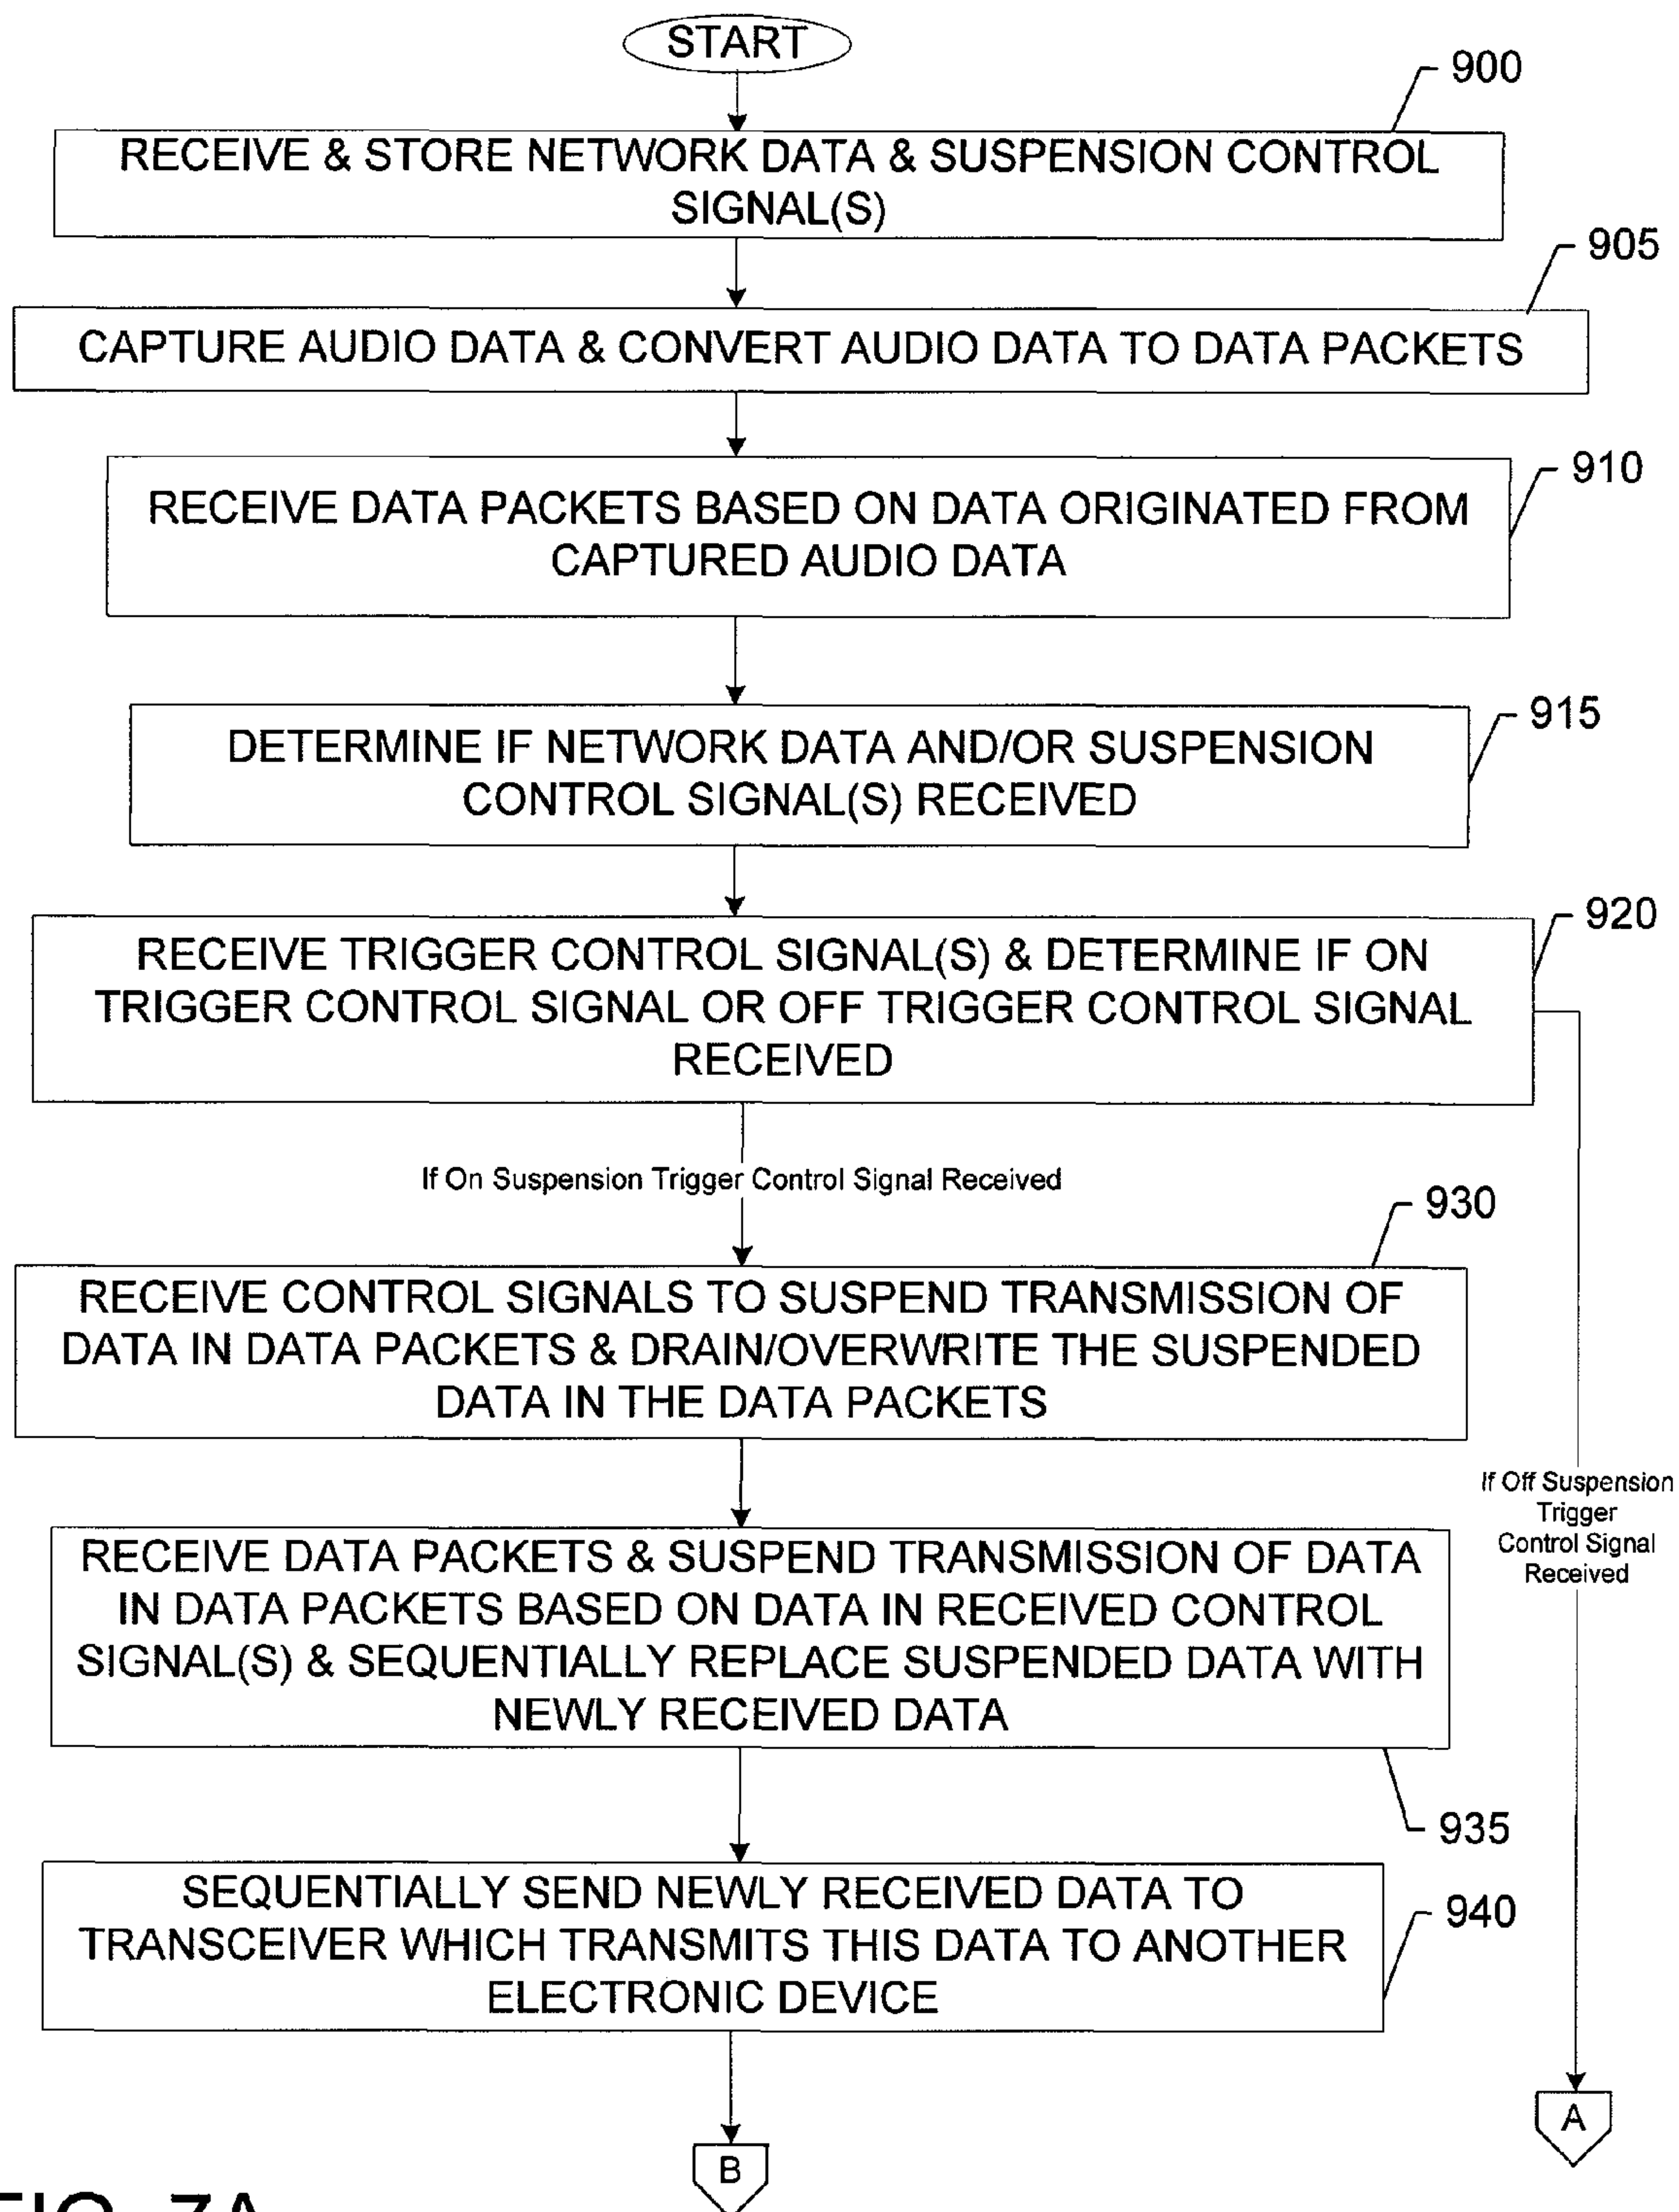 START
900
RECEIVE & STORE NETWORK DATA & SUSPENSION CONTROL
SIGNAL(S)
905
CAPTURE AUDIO DATA & CONVERT AUDIO DATA TO DATA PACKETS
910
RECEIVE DATA PACKETS BASED ON DATA ORIGINATED FROM
CAPTURED AUDIO DATA
915
DETERMINE IF NETWORK DATA AND/OR SUSPENSION
CONTROL SIGNAL(S) RECEIVED
920
RECEIVE TRIGGER CONTROL SIGNAL(S) & DETERMINE IF ON
TRIGGER CONTROL SIGNAL OR OFF TRIGGER CONTROL SIGNAL
RECEIVED
If On Suspension Trigger Control Signal Received
930
RECEIVE CONTROL SIGNALS TO SUSPEND TRANSMISSION OF
DATA IN DATA PACKETS & DRAIN/OVERWRITE THE SUSPENDED
DATA IN THE DATA PACKETS
If Off Suspension
Trigger
Control Signal
Received
RECEIVE DATA PACKETS & SUSPEND TRANSMISSION OF DATA
IN DATA PACKETS BASED ON DATA IN RECEIVED CONTROL
SIGNAL(S) & SEQUENTIALLY REPLACE SUSPENDED DATA WITH
NEWLY RECEIVED DATA
935
SEQUENTIALLY SEND NEWLY RECEIVED DATA TO
TRANSCEIVER WHICH TRANSMITS THIS DATA TO ANOTHER
ELECTRONIC DEVICE
940
A
B
FIG. 7A